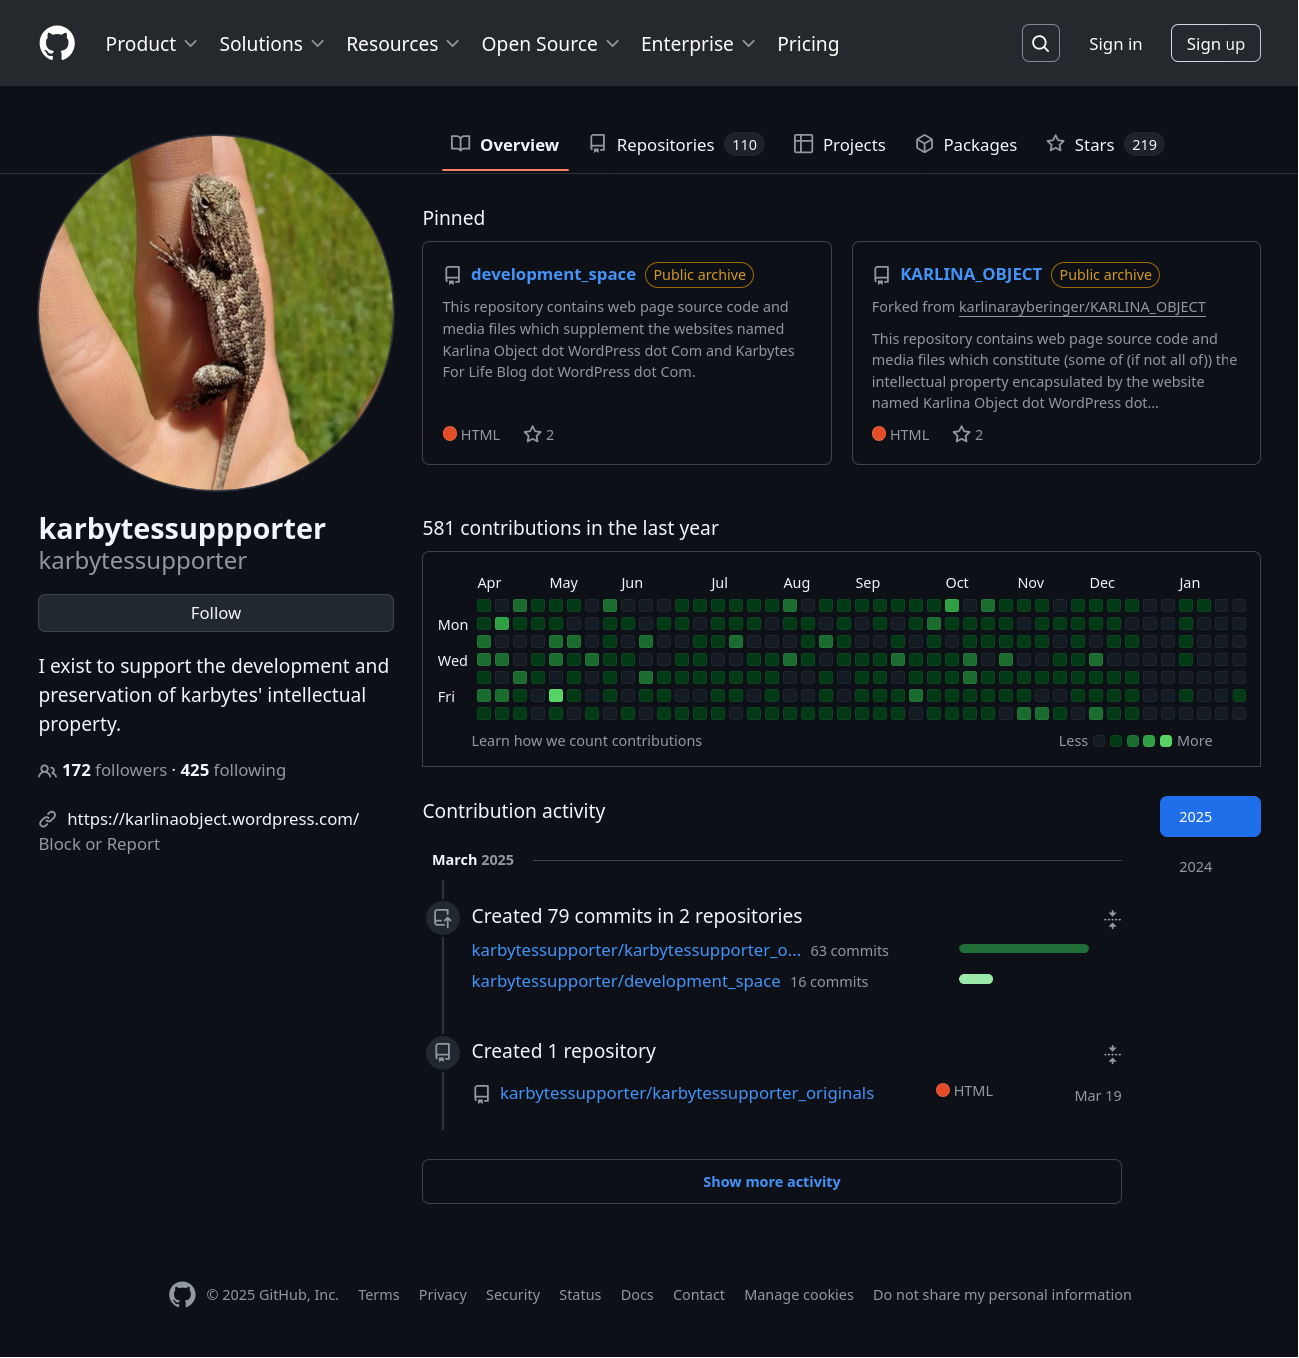 Product Solutions Resources Open Source Enterprise Pricing Sign in Sign up
Overview Repositories 110 Projects Packages Stars 219
Pinned
development_space Public archive
This repository contains web page source code and
media files which supplement the websites named
Karlina Object dot WordPress dot Com and Karbytes
For Life Blog dot WordPress dot Com.
HTML 2
KARLINA_OBJECT Public archive
Forked from karlinarayberinger/KARLINA_OBJECT
This repository contains web page source code and
media files which constitute (some of (if not all of)) the
intellectual property encapsulated by the website
named Karlina Object dot WordPress dot...
HTML 2
karbytessuppporter
karbytessupporter
Follow
I exist to support the development and
preservation of karbytes' intellectual
property.
172 followers · 425 following
https://karlinaobject.wordpress.com/
Block or Report
581 contributions in the last year
Apr May Jun Jul Aug Sep Oct Nov Dec Jan
Mon
Wed
Fri
Learn how we count contributions Less More
Contribution activity
2025
2024
March 2025
Created 79 commits in 2 repositories
karbytessupporter/karbytessupporter_o... 63 commits
karbytessupporter/development_space 16 commits
Created 1 repository
karbytessupporter/karbytessupporter_originals HTML Mar 19
Show more activity
© 2025 GitHub, Inc. Terms Privacy Security Status Docs Contact Manage cookies Do not share my personal information